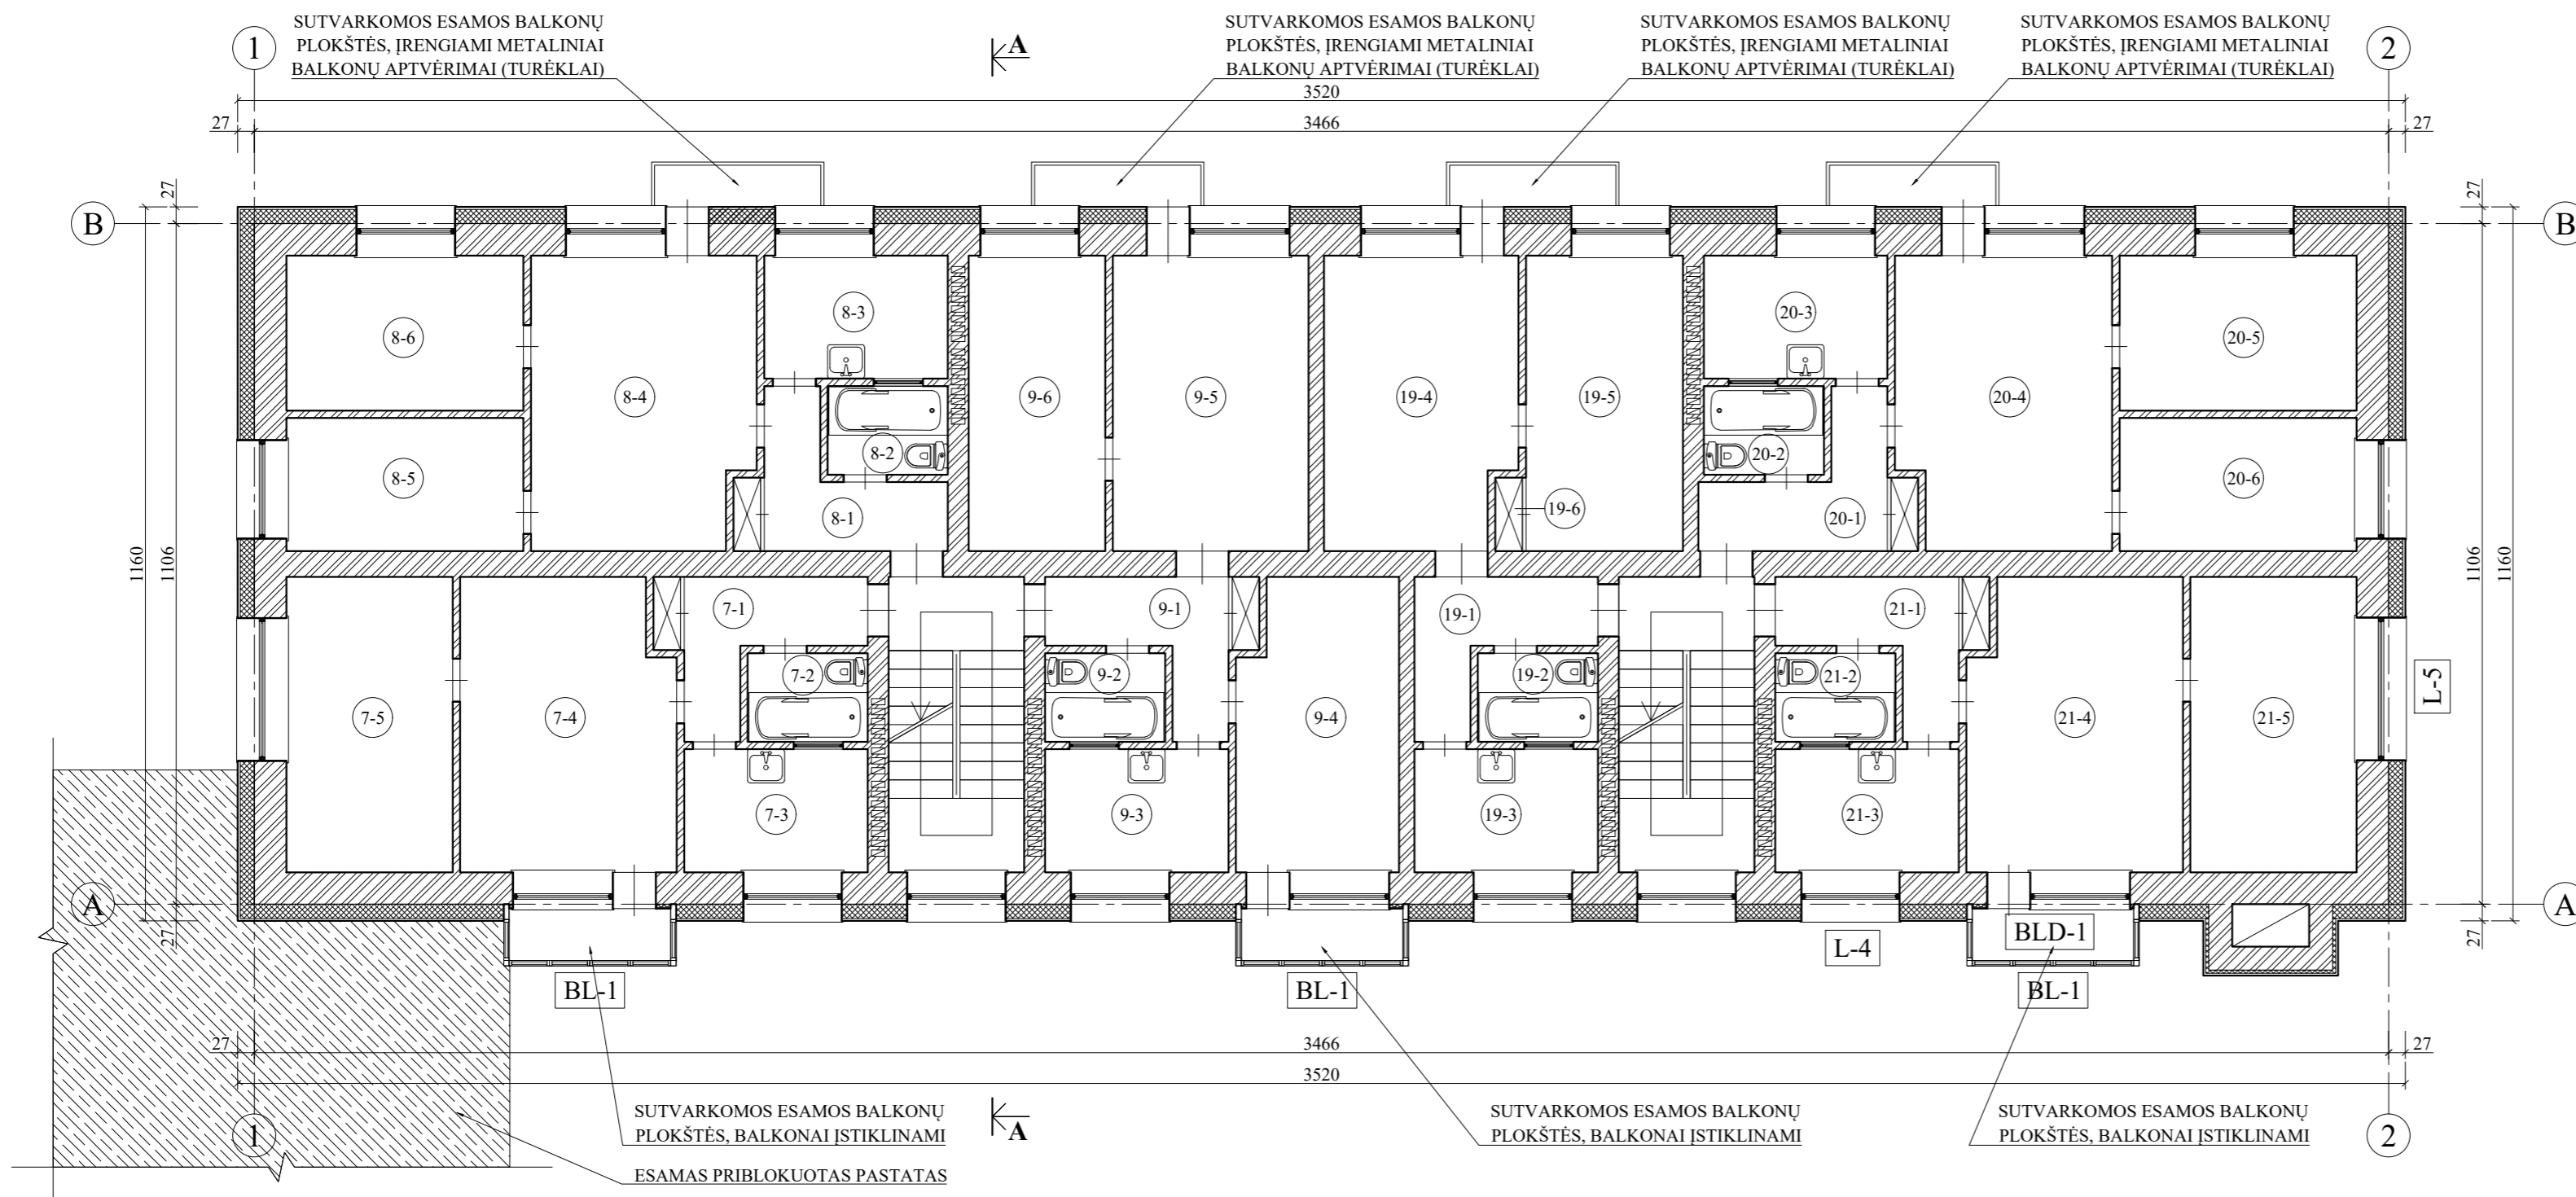 SUTVARKOMOS ESAMOS BALKONŲ
PLOKŠTĖS, ĮRENGIAMI METALINIAI
BALKONŲ APTVĖRIMAI (TURĖKLAI)
SUTVARKOMOS ESAMOS BALKONŲ
PLOKŠTĖS, ĮRENGIAMI METALINIAI
BALKONŲ APTVĖRIMAI (TURĖKLAI)
SUTVARKOMOS ESAMOS BALKONŲ
PLOKŠTĖS, ĮRENGIAMI METALINIAI
BALKONŲ APTVĖRIMAI (TURĖKLAI)
SUTVARKOMOS ESAMOS BALKONŲ
PLOKŠTĖS, ĮRENGIAMI METALINIAI
BALKONŲ APTVĖRIMAI (TURĖKLAI)
1
A
2
3520
27
3466
27
27
27
B
B
8-6
8-4
8-3
9-6
9-5
19-4
19-5
20-3
20-4
20-5
8-5
8-2
8-1
19-6
20-2
20-1
20-6
1160
1106
1106
1160
7-5
7-4
7-1
7-2
7-3
9-1
9-2
9-3
9-4
19-1
19-2
19-3
21-1
21-2
21-3
21-4
21-5
L-5
A
A
27
27
BL-1
BL-1
L-4
BLD-1
BL-1
27
3466
27
3520
1
A
2
SUTVARKOMOS ESAMOS BALKONŲ
PLOKŠTĖS, BALKONAI ĮSTIKLINAMI
ESAMAS PRIBLOKUOTAS PASTATAS
SUTVARKOMOS ESAMOS BALKONŲ
PLOKŠTĖS, BALKONAI ĮSTIKLINAMI
SUTVARKOMOS ESAMOS BALKONŲ
PLOKŠTĖS, BALKONAI ĮSTIKLINAMI